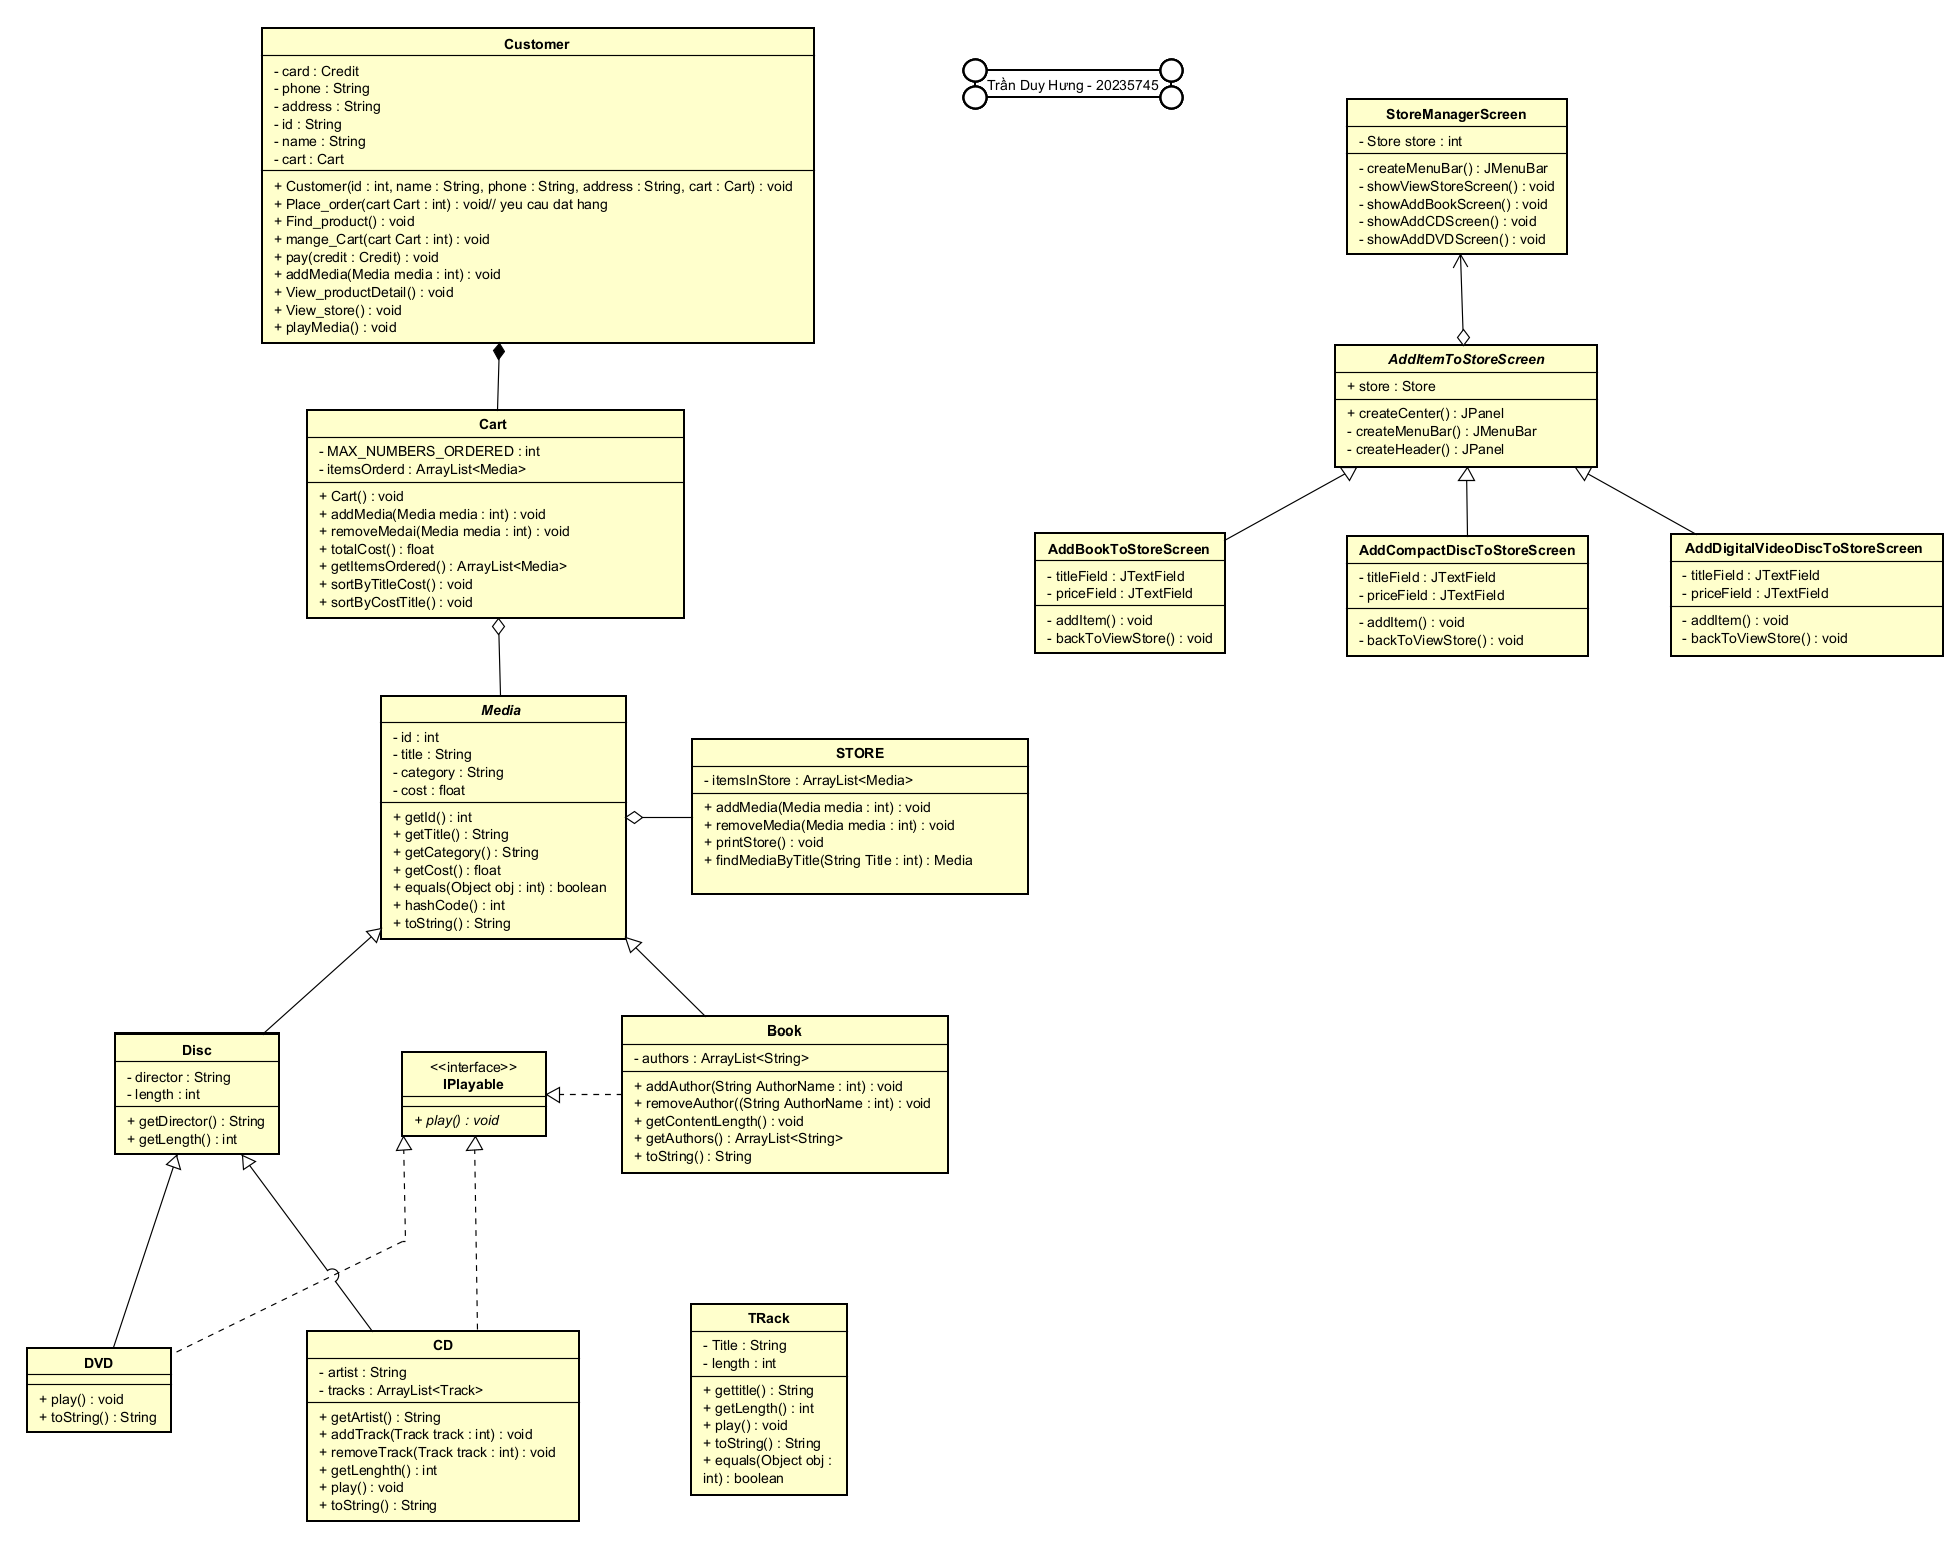 Customer
- card : Credit
- phone : String
- address : String
- id : String
- name : String
- cart : Cart
+ Customer(id : int, name : String, phone : String, address : String, cart : Cart) : void
+ Place_order(cart Cart : int) : void// yeu cau dat hang
+ Find_product() : void
+ mange_Cart(cart Cart : int) : void
+ pay(credit : Credit) : void
+ addMedia(Media media : int) : void
+ View_productDetail() : void
+ View_store() : void
+ playMedia() : void
Trần Duy Hưng - 20235745
StoreManagerScreen
- Store store : int
- createMenuBar() : JMenuBar
- showViewStoreScreen() : void
- showAddBookScreen() : void
- showAddCDScreen() : void
- showAddDVDScreen() : void
AddItemToStoreScreen
+ store : Store
+ createCenter() : JPanel
- createMenuBar() : JMenuBar
- createHeader() : JPanel
Cart
- MAX_NUMBERS_ORDERED : int
- itemsOrderd : ArrayList<Media>
+ Cart() : void
+ addMedia(Media media : int) : void
+ removeMedai(Media media : int) : void
+ totalCost() : float
+ getItemsOrdered() : ArrayList<Media>
+ sortByTitleCost() : void
+ sortByCostTitle() : void
AddBookToStoreScreen
- titleField : JTextField
- priceField : JTextField
- addItem() : void
- backToViewStore() : void
AddCompactDiscToStoreScreen
- titleField : JTextField
- priceField : JTextField
- addItem() : void
- backToViewStore() : void
AddDigitalVideoDiscToStoreScreen
- titleField : JTextField
- priceField : JTextField
- addItem() : void
- backToViewStore() : void
Media
- id : int
- title : String
- category : String
- cost : float
+ getId() : int
+ getTitle() : String
+ getCategory() : String
+ getCost() : float
+ equals(Object obj : int) : boolean
+ hashCode() : int
+ toString() : String
STORE
- itemsInStore : ArrayList<Media>
+ addMedia(Media media : int) : void
+ removeMedia(Media media : int) : void
+ printStore() : void
+ findMediaByTitle(String Title : int) : Media
Disc
- director : String
- length : int
+ getDirector() : String
+ getLength() : int
<<interface>>
IPlayable
+ play() : void
Book
- authors : ArrayList<String>
+ addAuthor(String AuthorName : int) : void
+ removeAuthor((String AuthorName : int) : void
+ getContentLength() : void
+ getAuthors() : ArrayList<String>
+ toString() : String
DVD
+ play() : void
+ toString() : String
CD
- artist : String
- tracks : ArrayList<Track>
+ getArtist() : String
+ addTrack(Track track : int) : void
+ removeTrack(Track track : int) : void
+ getLenghth() : int
+ play() : void
+ toString() : String
TRack
- Title : String
- length : int
+ gettitle() : String
+ getLength() : int
+ play() : void
+ toString() : String
+ equals(Object obj :
int) : boolean